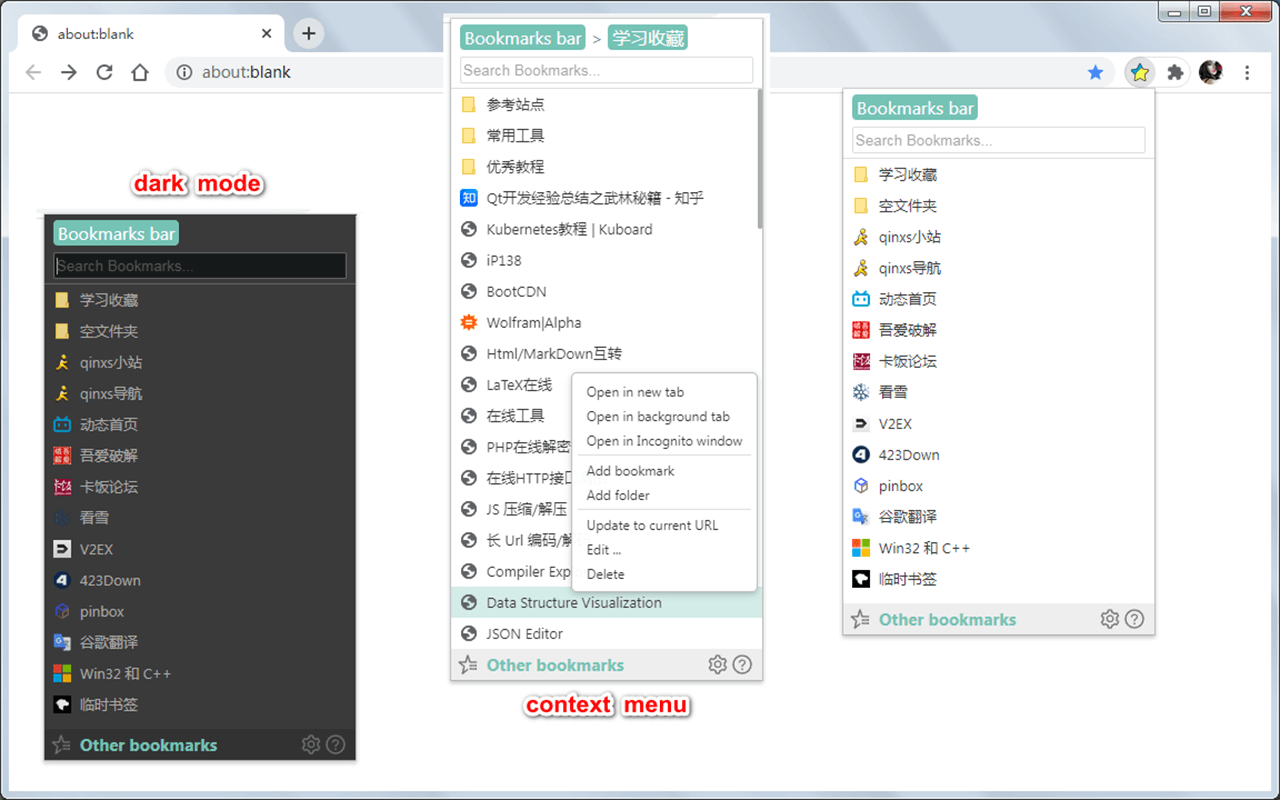 about:blank
about:blank
dark mode
Bookmarks bar
Search Bookmarks...
学习收藏
空文件夹
qinxs小站
qinxs导航
动态首页
吾爱破解
卡饭论坛
看雪
V2EX
423Down
pinbox
谷歌翻译
Win32 和 C++
临时书签
Other bookmarks
Bookmarks bar > 学习收藏
Search Bookmarks...
参考站点
常用工具
优秀教程
知 Qt开发经验总结之武林秘籍 - 知乎
Kubernetes教程 | Kuboard
iP138
BootCDN
Wolfram|Alpha
Html/MarkDown互转
LaTeX在线
在线工具
PHP在线解密
在线HTTP接口
JS 压缩/解压
长 Url 编码/解
Compiler Exp
Data Structure Visualization
JSON Editor
Other bookmarks
Open in new tab
Open in background tab
Open in Incognito window
Add bookmark
Add folder
Update to current URL
Edit ...
Delete
context menu
Bookmarks bar
Search Bookmarks...
学习收藏
空文件夹
qinxs小站
qinxs导航
动态首页
吾爱破解
卡饭论坛
看雪
V2EX
423Down
pinbox
谷歌翻译
Win32 和 C++
临时书签
Other bookmarks